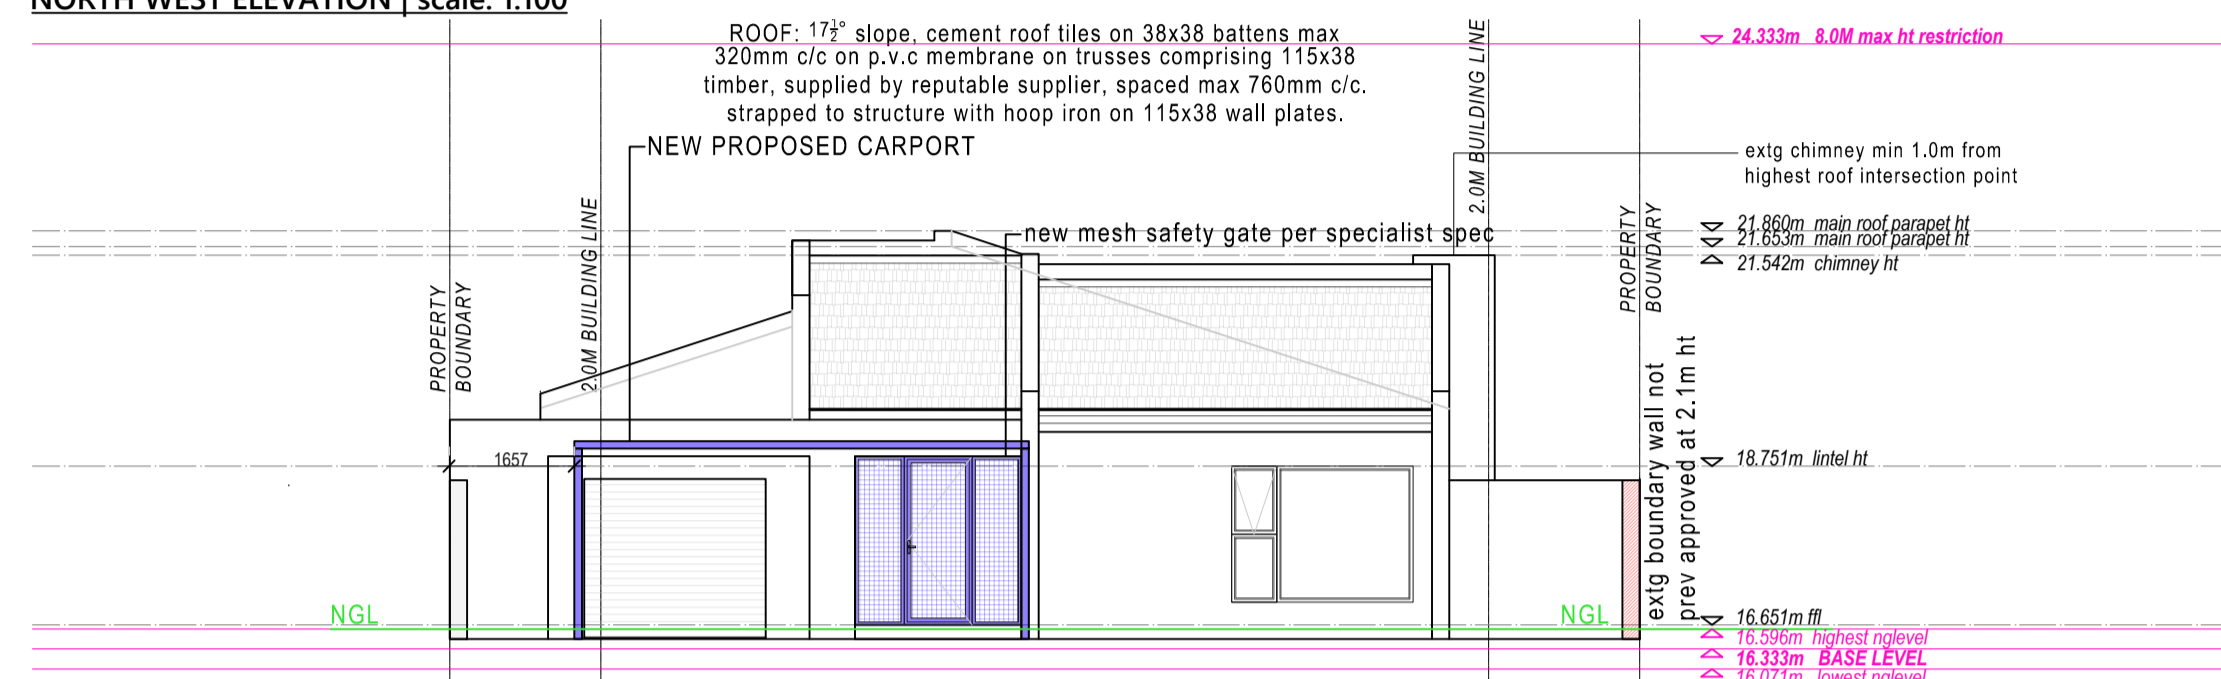 NORTH WEST ELEVATION | scale: 1:100
ROOF: 17½° slope, cement roof tiles on 38x38 battens max
320mm c/c on p.v.c membrane on trusses comprising 115x38
timber, supplied by reputable supplier, spaced max 760mm c/c.
strapped to structure with hoop iron on 115x38 wall plates.
NEW PROPOSED CARPORT
new mesh safety gate per specialist spec
PROPERTY
BOUNDARY
2.0M BUILDING LINE
2.0M BUILDING LINE
PROPERTY
BOUNDARY
24.333m 8.0M max ht restriction
extg chimney min 1.0m from
highest roof intersection point
21.860m main roof parapet ht
21.653m main roof parapet ht
21.542m chimney ht
extg boundary wall not
prev approved at 2.1m ht
1657
18.751m lintel ht
NGL
NGL
16.651m ffl
16.596m highest nglevel
16.333m BASE LEVEL
16.071m lowest nglevel